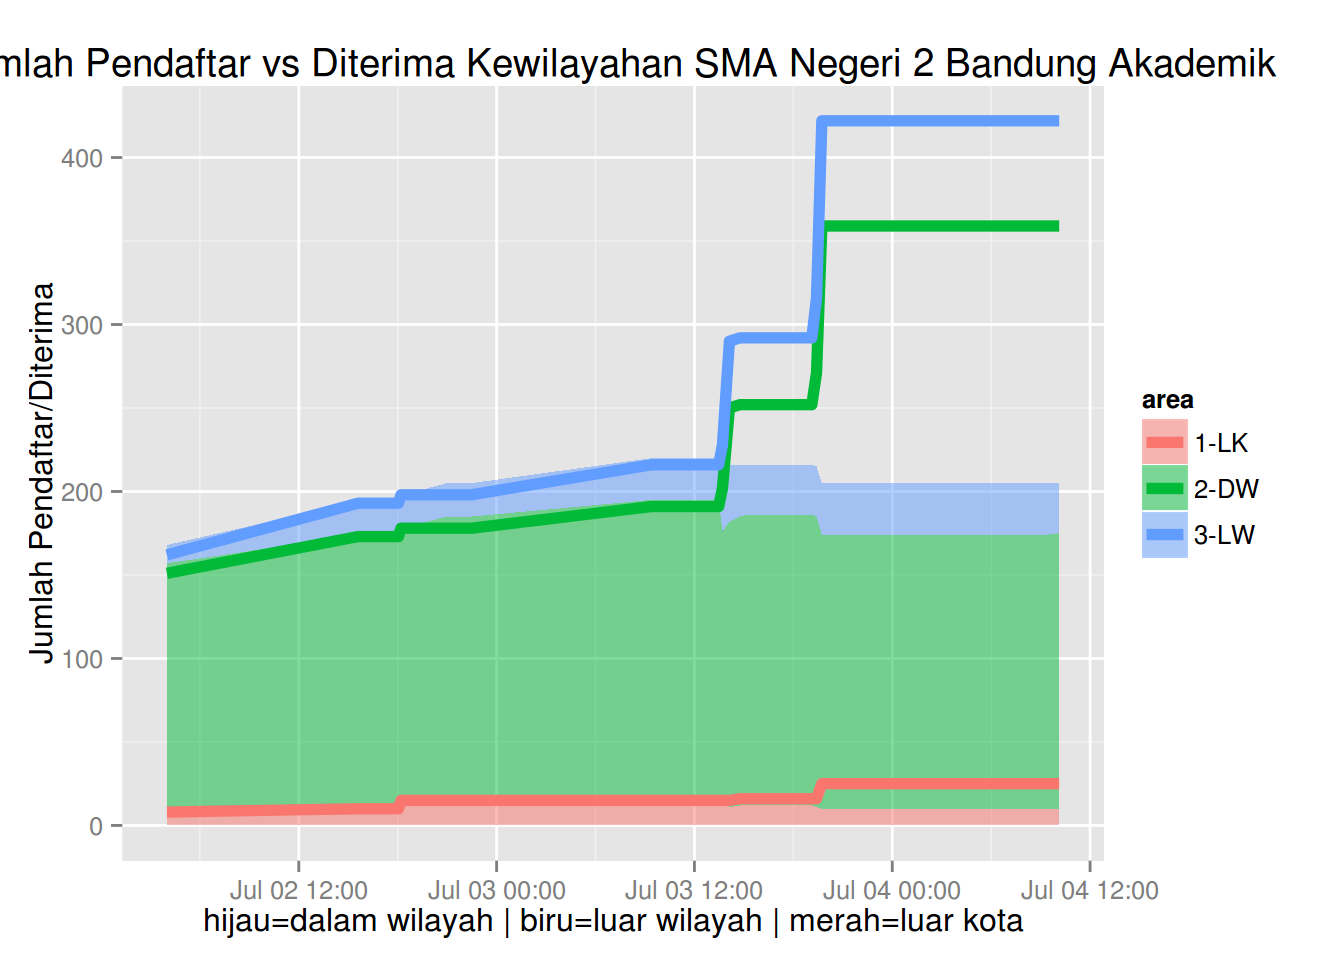 mlah Pendaftar vs Diterima Kewilayahan SMA Negeri 2 Bandung Akademik
Jumlah Pendaftar/Diterima
400
300
200
100
0
Jul 02 12:00
Jul 03 00:00
Jul 03 12:00
Jul 04 00:00
Jul 04 12:00
hijau=dalam wilayah | biru=luar wilayah | merah=luar kota
area
1-LK
2-DW
3-LW